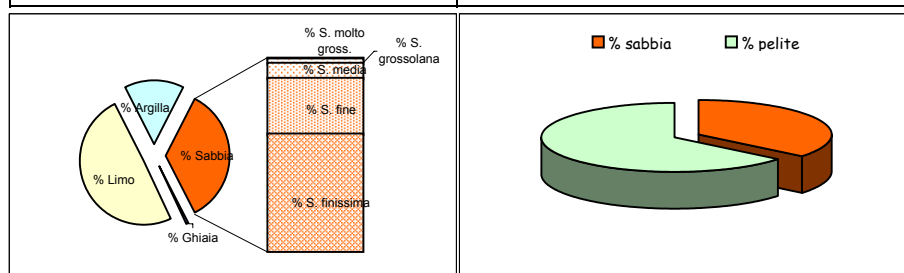 % S. molto
gross.
% S.
grossolana
% S. media
% Argilla
% S. fine
% Sabbia
% Limo
% S. finissima
% Ghiaia
% sabbia
% pelite